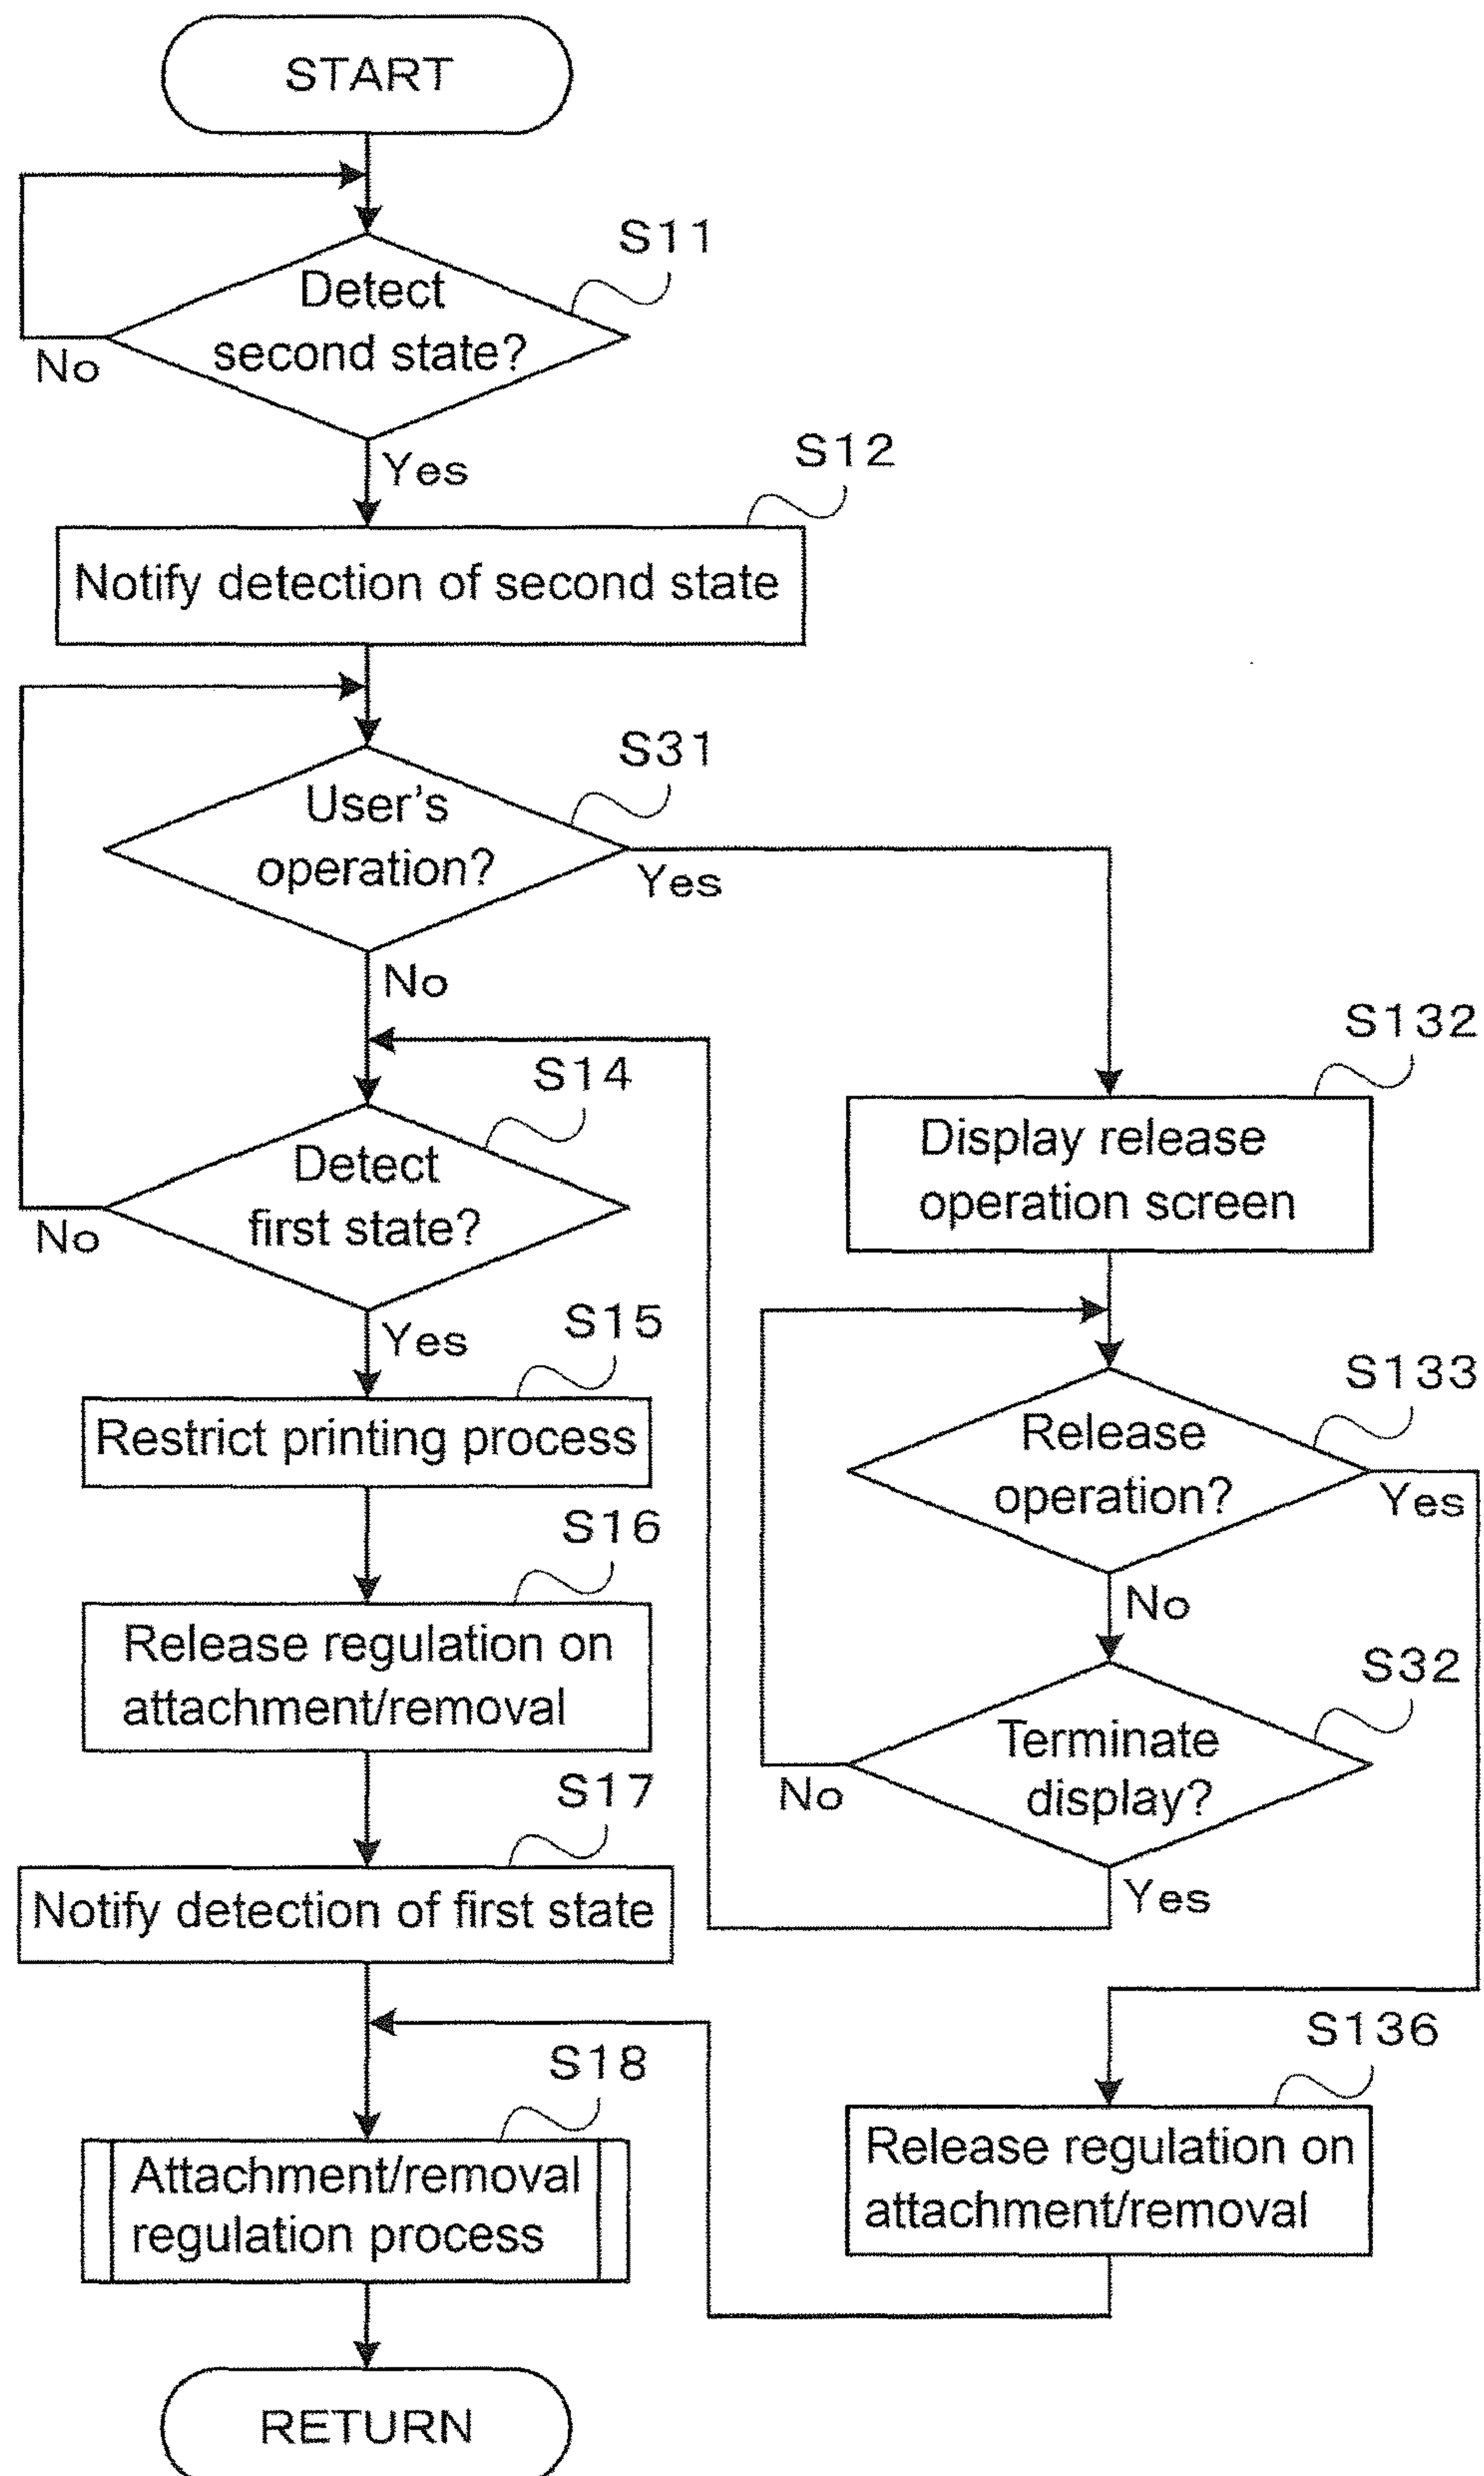 START
S11
Detect
second state?
No
Yes
S12
Notify detection of second state
S31
User's
operation?
Yes
No
S132
S14
Display release
operation screen
Detect
first state?
No
Yes
S15
S133
Restrict printing process
Release
operation?
Yes
S16
No
Release regulation on
attachment/removal
S32
Terminate
display?
No
S17
Yes
Notify detection of first state
S136
S18
Release regulation on
attachment/removal
Attachment/removal
regulation process
RETURN